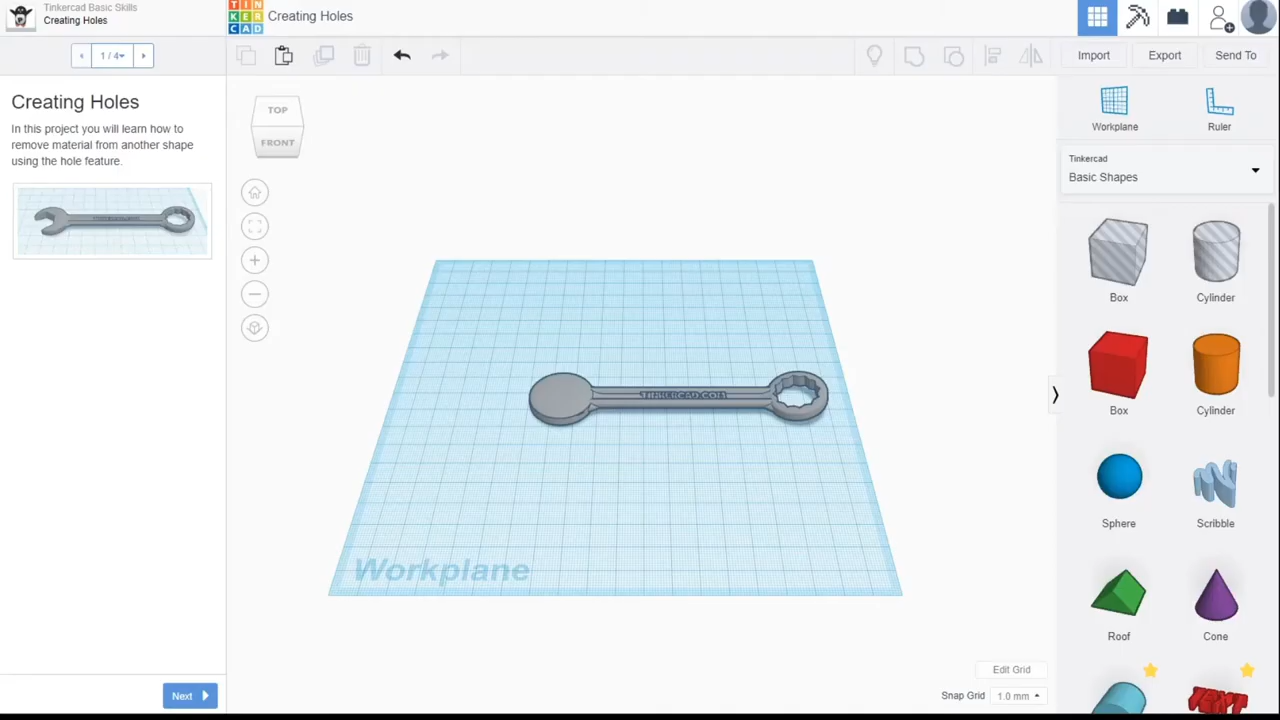 Tinkercad Basic Skills
Creating Holes
TIN
KER
CAD
Creating Holes
1 / 4
Import
Export
Send To
Creating Holes
In this project you will learn how to
remove material from another shape
using the hole feature.
TOP
FRONT
Workplane
Ruler
Tinkercad
Basic Shapes
Box
Cylinder
Box
Cylinder
TINKERCAD.COM
Sphere
Scribble
Workplane
Roof
Cone
Edit Grid
Next
Snap Grid
1.0 mm
TEXT